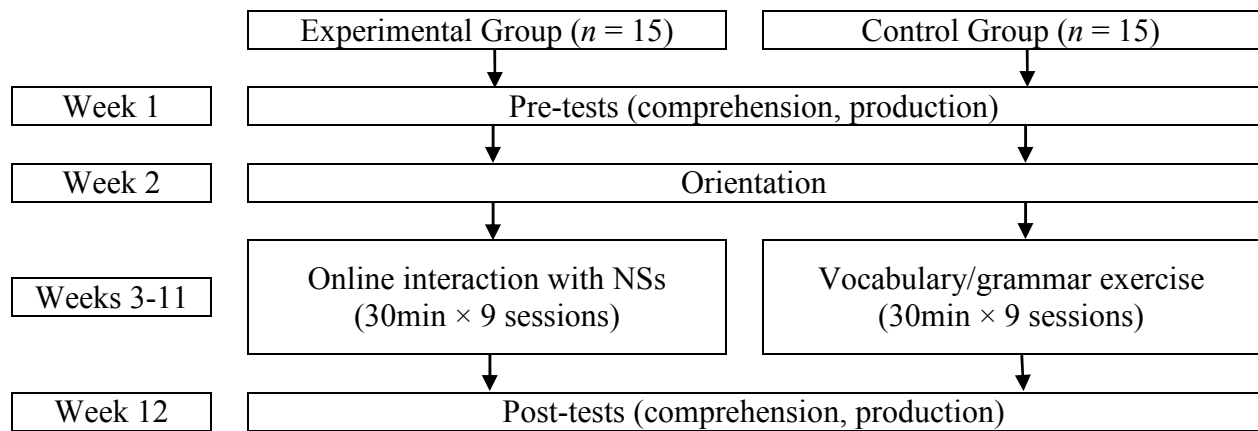 Experimental Group (n = 15)
Control Group (n = 15)
Week 1
Pre-tests (comprehension, production)
Week 2
Orientation
Weeks 3-11
Online interaction with NSs
(30min × 9 sessions)
Vocabulary/grammar exercise
(30min × 9 sessions)
Week 12
Post-tests (comprehension, production)